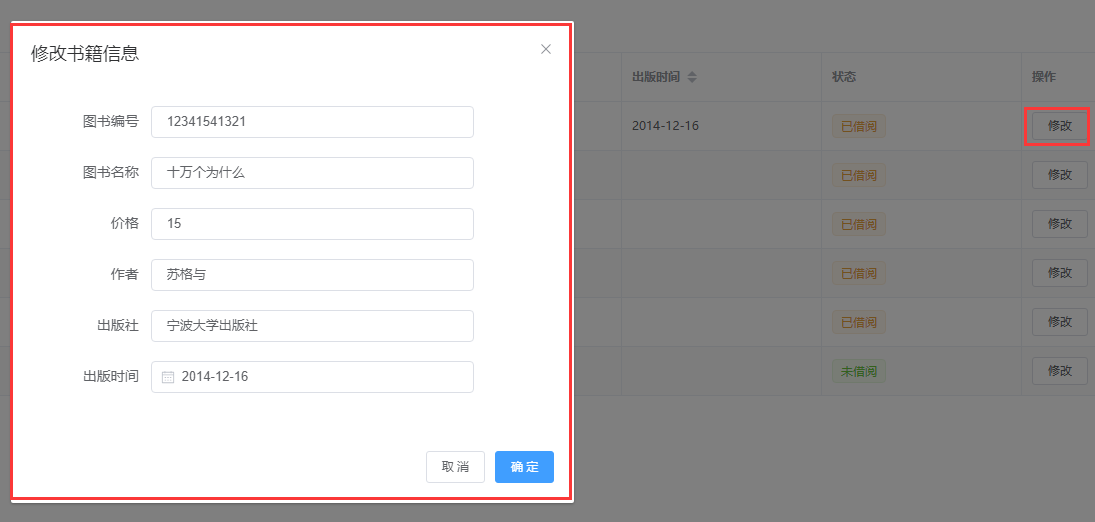 修改书籍信息
图书编号 12341541321
图书名称 十万个为什么
价格 15
作者 苏格与
出版社 宁波大学出版社
出版时间 2014-12-16
取消 确定
出版时间 状态 操作
2014-12-16 已借阅 修改
已借阅 修改
已借阅 修改
已借阅 修改
已借阅 修改
未借阅 修改